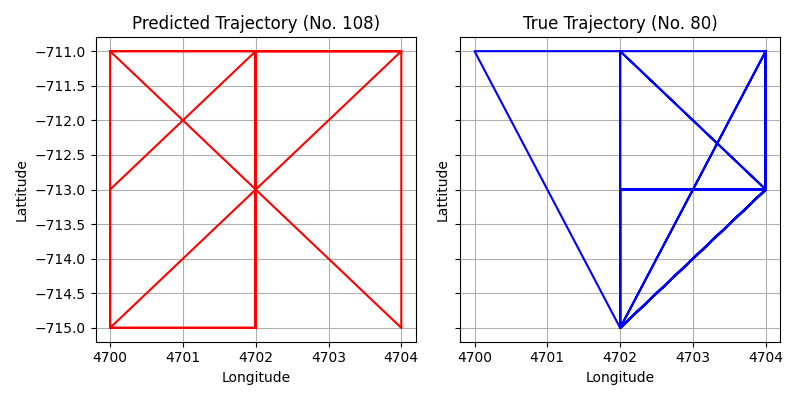 Predicted Trajectory (No. 108)
True Trajectory (No. 80)
−711.0
−711.5
−712.0
−712.5
−713.0
−713.5
−714.0
−714.5
−715.0
Lattitude
Lattitude
4700 4701 4702 4703 4704
4700 4701 4702 4703 4704
Longitude
Longitude